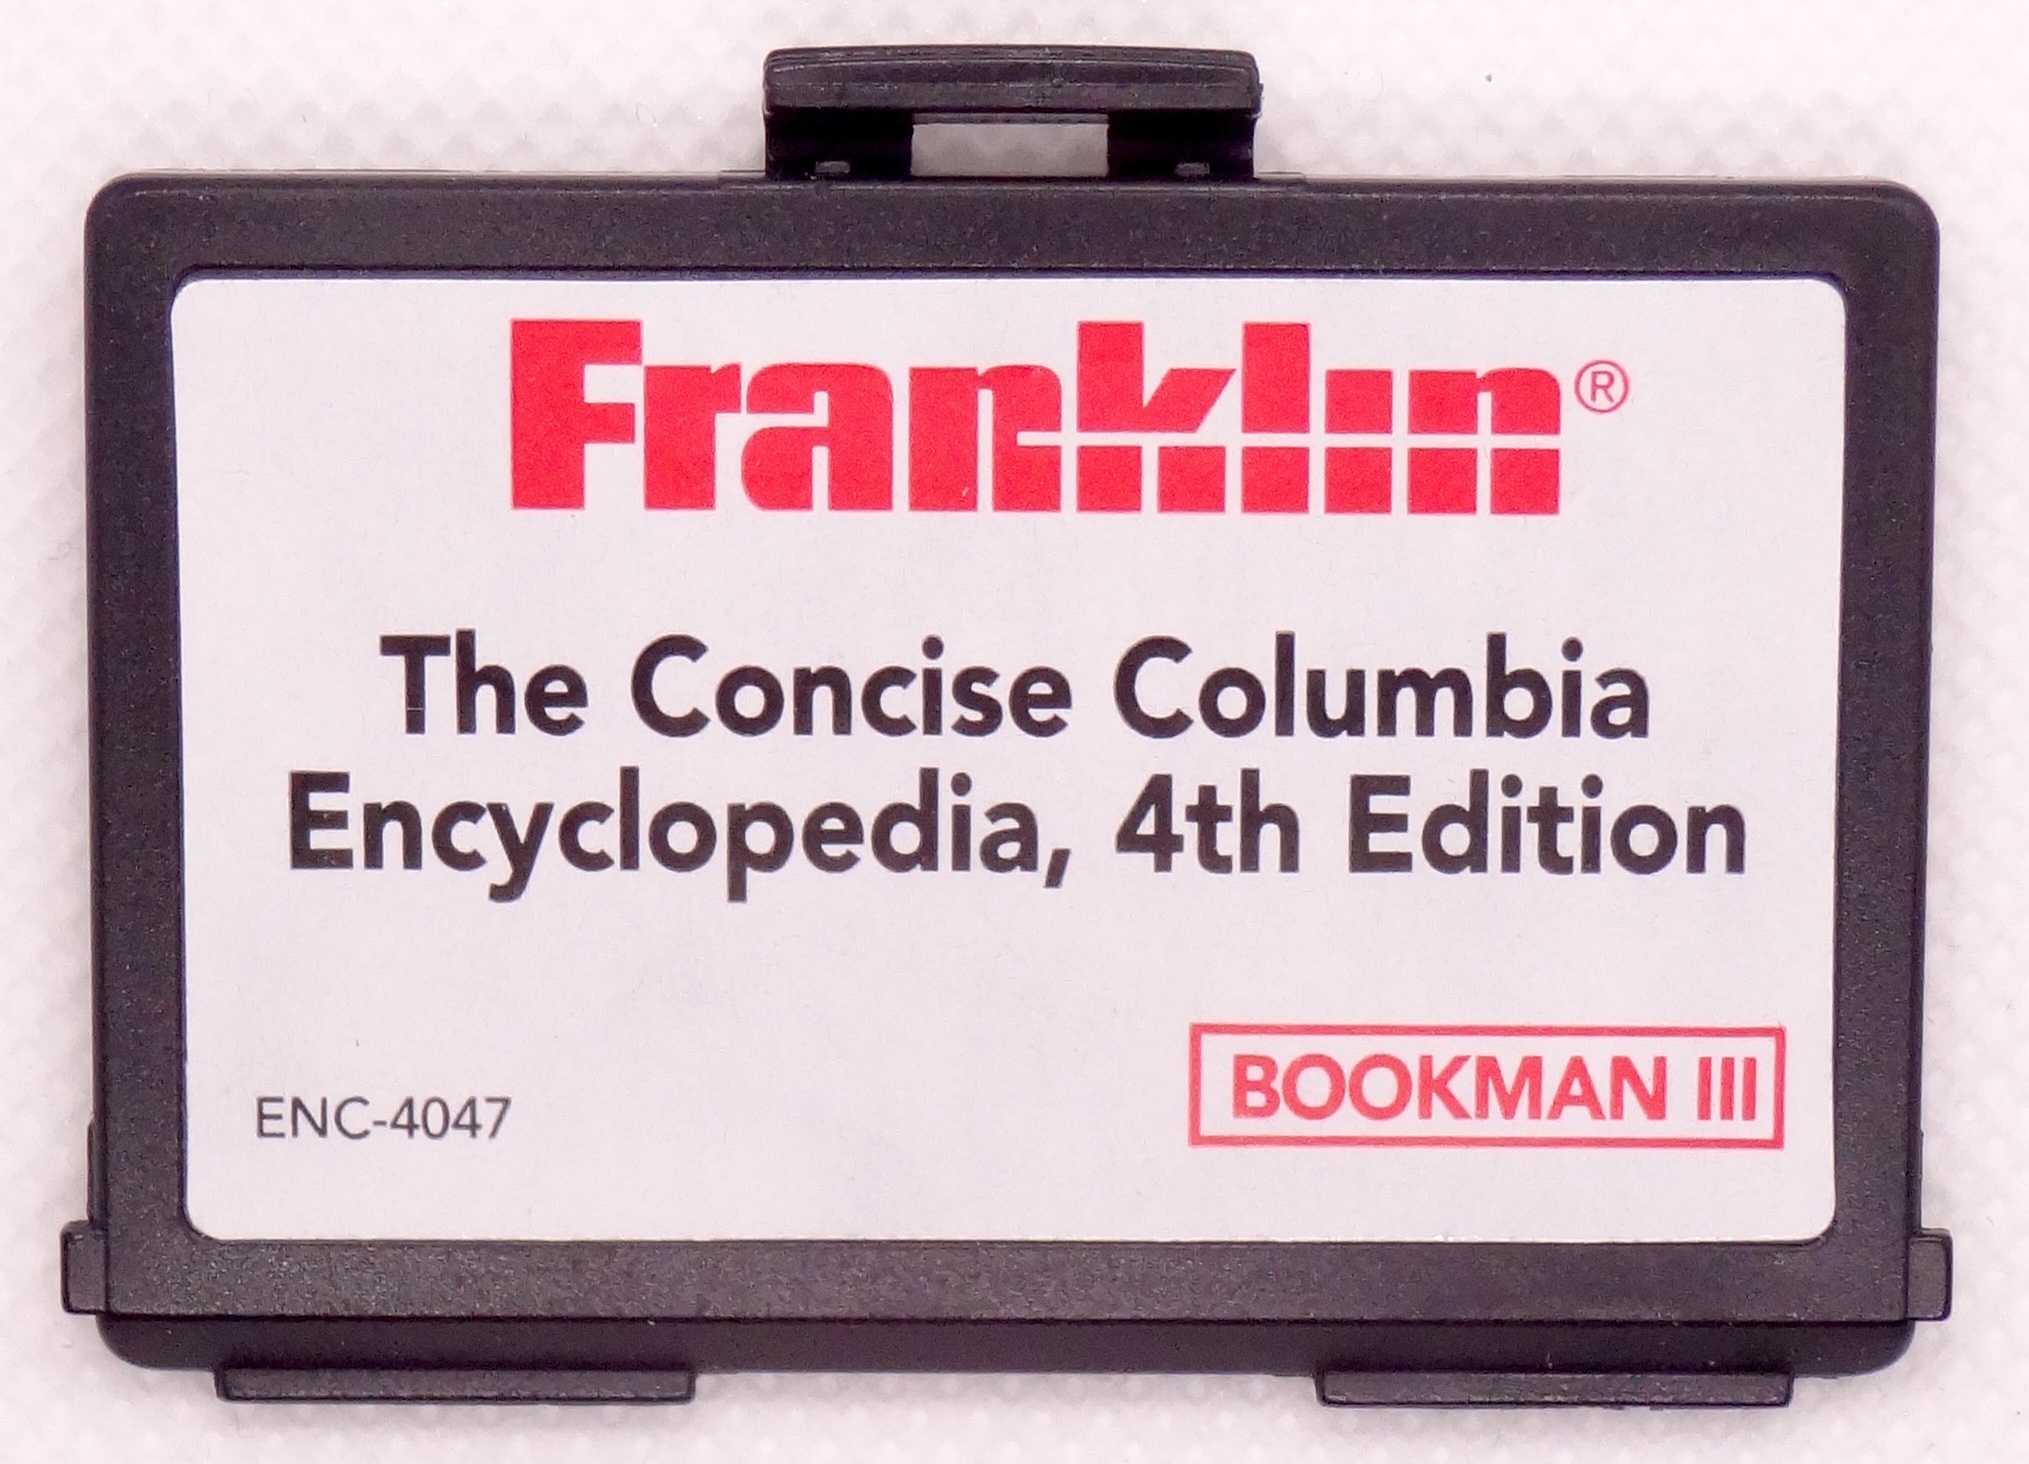 Franklin®
The Concise Columbia
Encyclopedia, 4th Edition
ENC-4047
BOOKMAN III